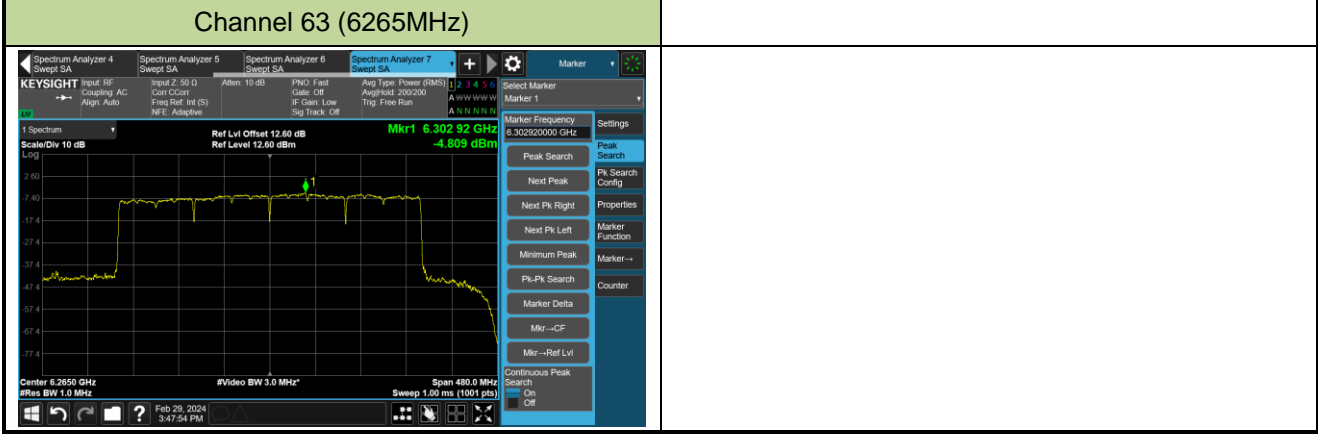 Channel 63 (6265MHz)
Spectrum Analyzer 4
Swept SA
Spectrum Analyzer 5
Swept SA
Spectrum Analyzer 6
Swept SA
Spectrum Analyzer 7
Swept SA
Marker
KEYSIGHT
Input: RF
Coupling: AC
Align: Auto
Input Z: 50 Ω
Corr CCorr
Freq Ref: Int (S)
NFE: Adaptive
Atten: 10 dB
PNO: Fast
Gate: Off
IF Gain: Low
Sig Track: Off
Avg Type: Power (RMS)
Avg|Hold: 200/200
Trig: Free Run
1 2 3 4 5 6
A W W W W W
A N N N N N
Select Marker
Marker 1
1 Spectrum
Scale/Div 10 dB
Log
Ref Lvl Offset 12.60 dB
Ref Level 12.60 dBm
Mkr1 6.302 92 GHz
-4.809 dBm
1
2.60
-7.40
-17.4
-27.4
-37.4
-47.4
-57.4
-67.4
-77.4
Center 6.2650 GHz
#Res BW 1.0 MHz
#Video BW 3.0 MHz*
Span 480.0 MHz
Sweep 1.00 ms (1001 pts)
Marker Frequency
6.302920000 GHz
Peak Search
Next Peak
Next Pk Right
Next Pk Left
Minimum Peak
Pk-Pk Search
Marker Delta
Mkr→CF
Mkr→Ref Lvl
Continuous Peak
Search
On
Off
Settings
Peak
Search
Pk Search
Config
Properties
Marker
Function
Marker→
Counter
Feb 29, 2024
3:47:54 PM